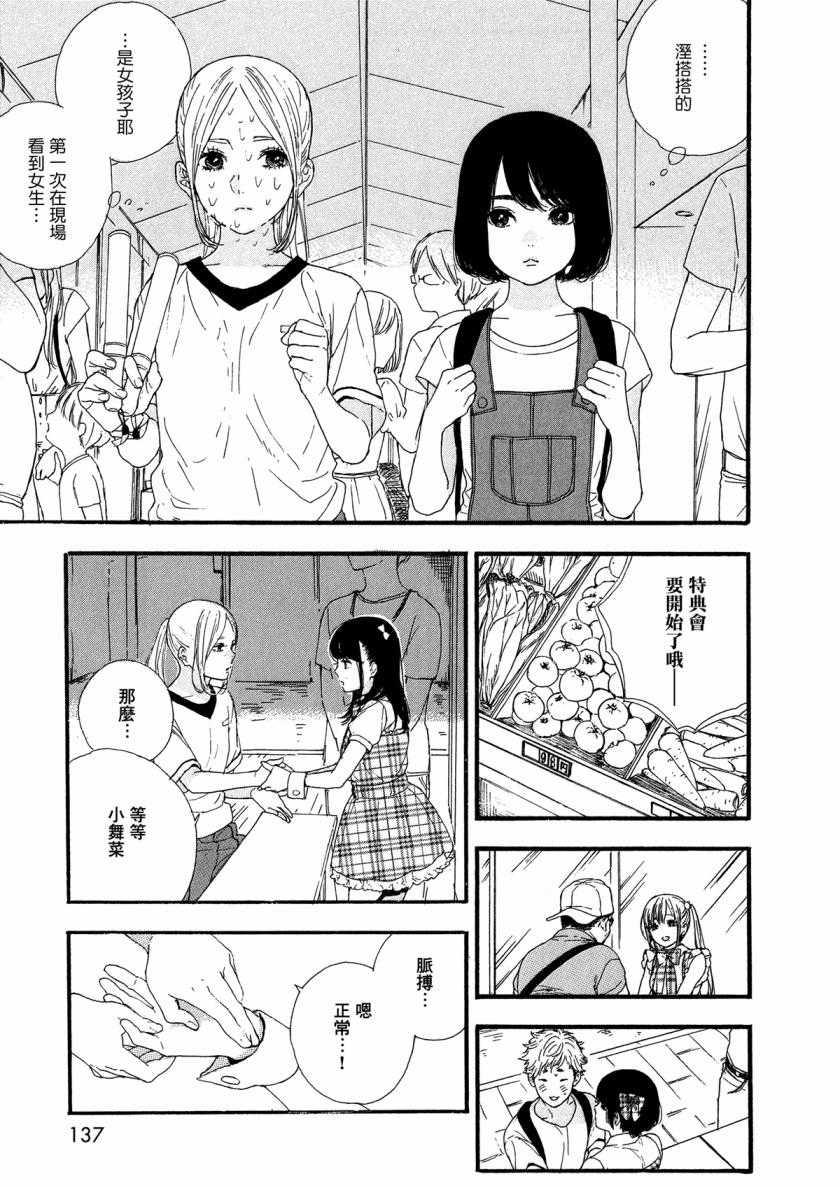 ……
溼搭搭的
…是女孩子耶
第一次在現場
看到女生…
特典會
要開始了哦——
那麼…
等等
小舞菜
脈搏…
嗯
正常…！
137